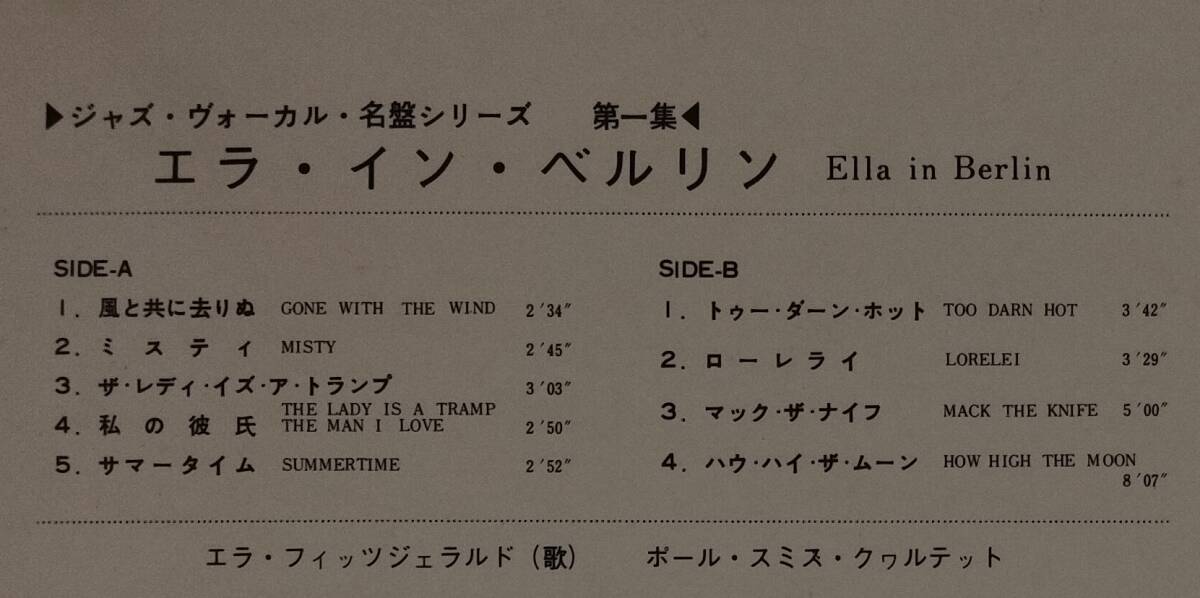 ▶ジャズ・ヴォーカル・名盤シリーズ 第一集◀
エラ・イン・ベルリン Ella in Berlin
SIDE-A
1. 風と共に去りぬ GONE WITH THE WIND 2′34″
2. ミスティ MISTY 2′45″
3. ザ・レディ・イズ・ア・トランプ 3′03″
THE LADY IS A TRAMP
4. 私の彼氏 THE MAN I LOVE 2′50″
5. サマータイム SUMMERTIME 2′52″
SIDE-B
1. トゥー・ダーン・ホット TOO DARN HOT 3′42″
2. ローレライ LORELEI 3′29″
3. マック・ザ・ナイフ MACK THE KNIFE 5′00″
4. ハウ・ハイ・ザ・ムーン HOW HIGH THE MOON
8′07″
エラ・フィッツジェラルド(歌) ポール・スミス・クヮルテット